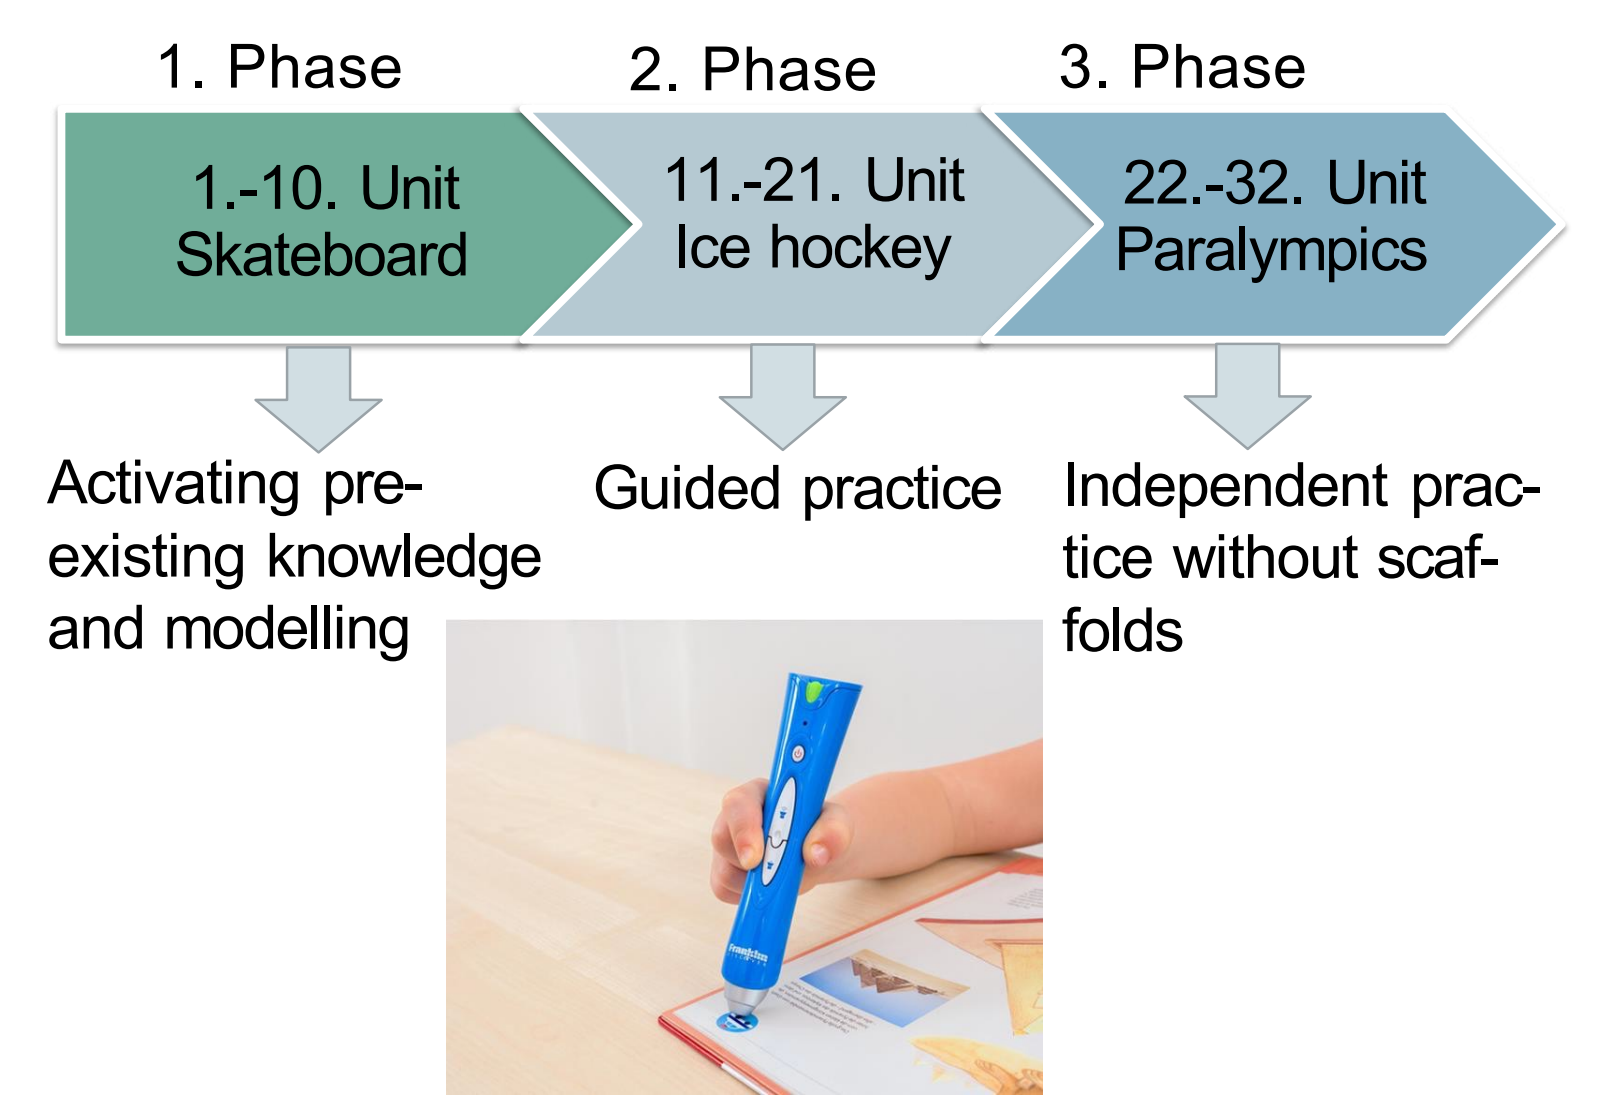 1. Phase
2. Phase
3. Phase
1.-10. Unit
Skateboard
11.-21. Unit
Ice hockey
22.-32. Unit
Paralympics
Activating pre-
existing knowledge
and modelling
Guided practice
Independent prac-
tice without scaf-
folds
Franklin